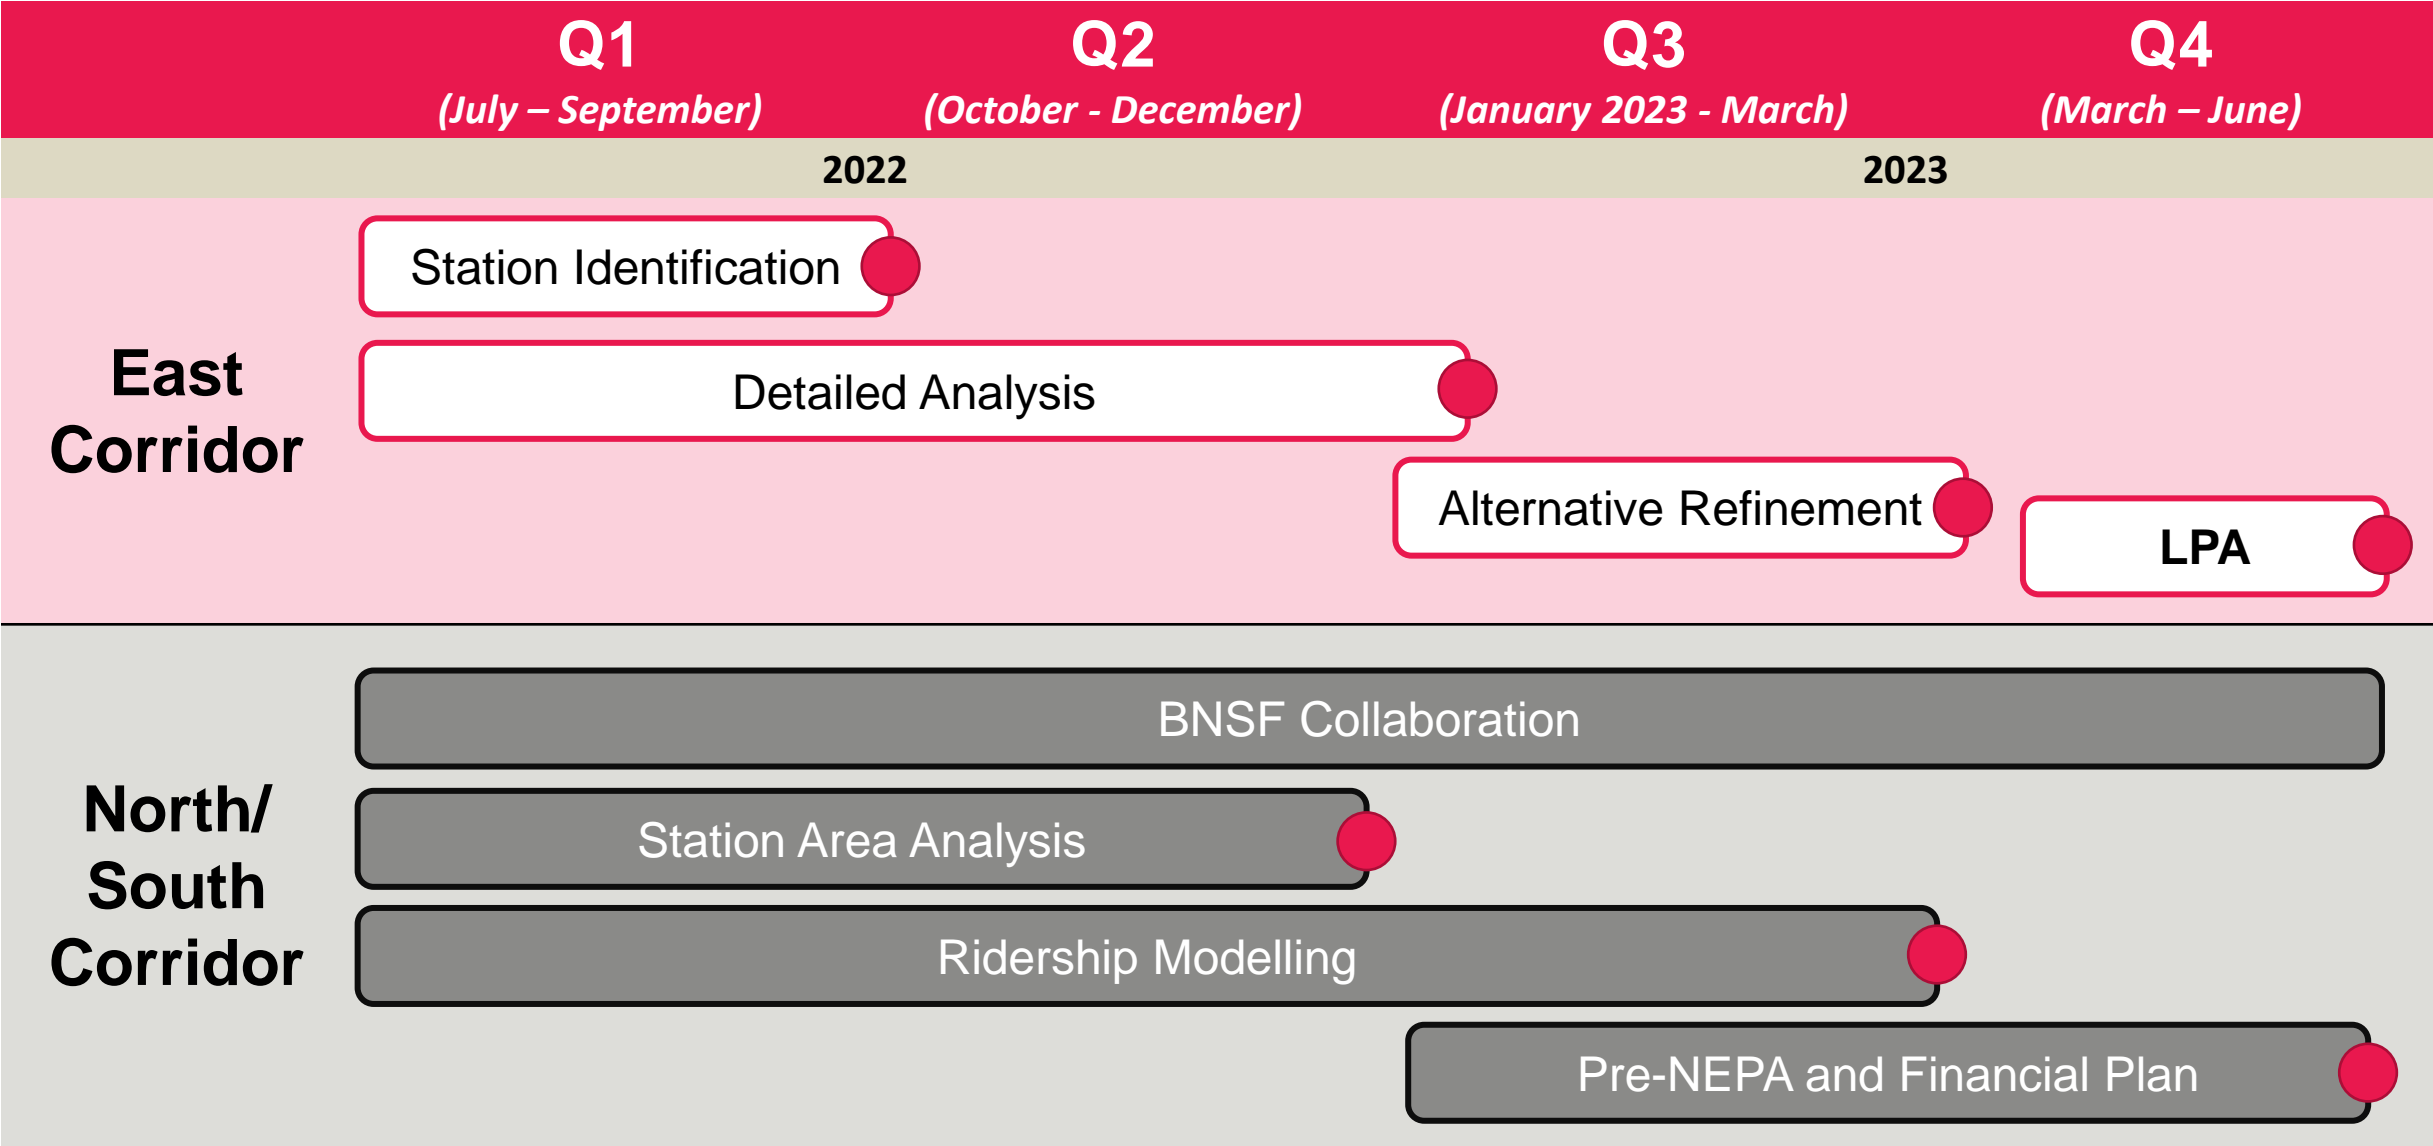 Q1 Q2 Q3 Q4
(July – September) (October - December) (January 2023 - March) (March – June)
2022 2023
East
Corridor
Station Identification
Detailed Analysis
Alternative Refinement
LPA
North/
South
Corridor
BNSF Collaboration
Station Area Analysis
Ridership Modelling
Pre-NEPA and Financial Plan